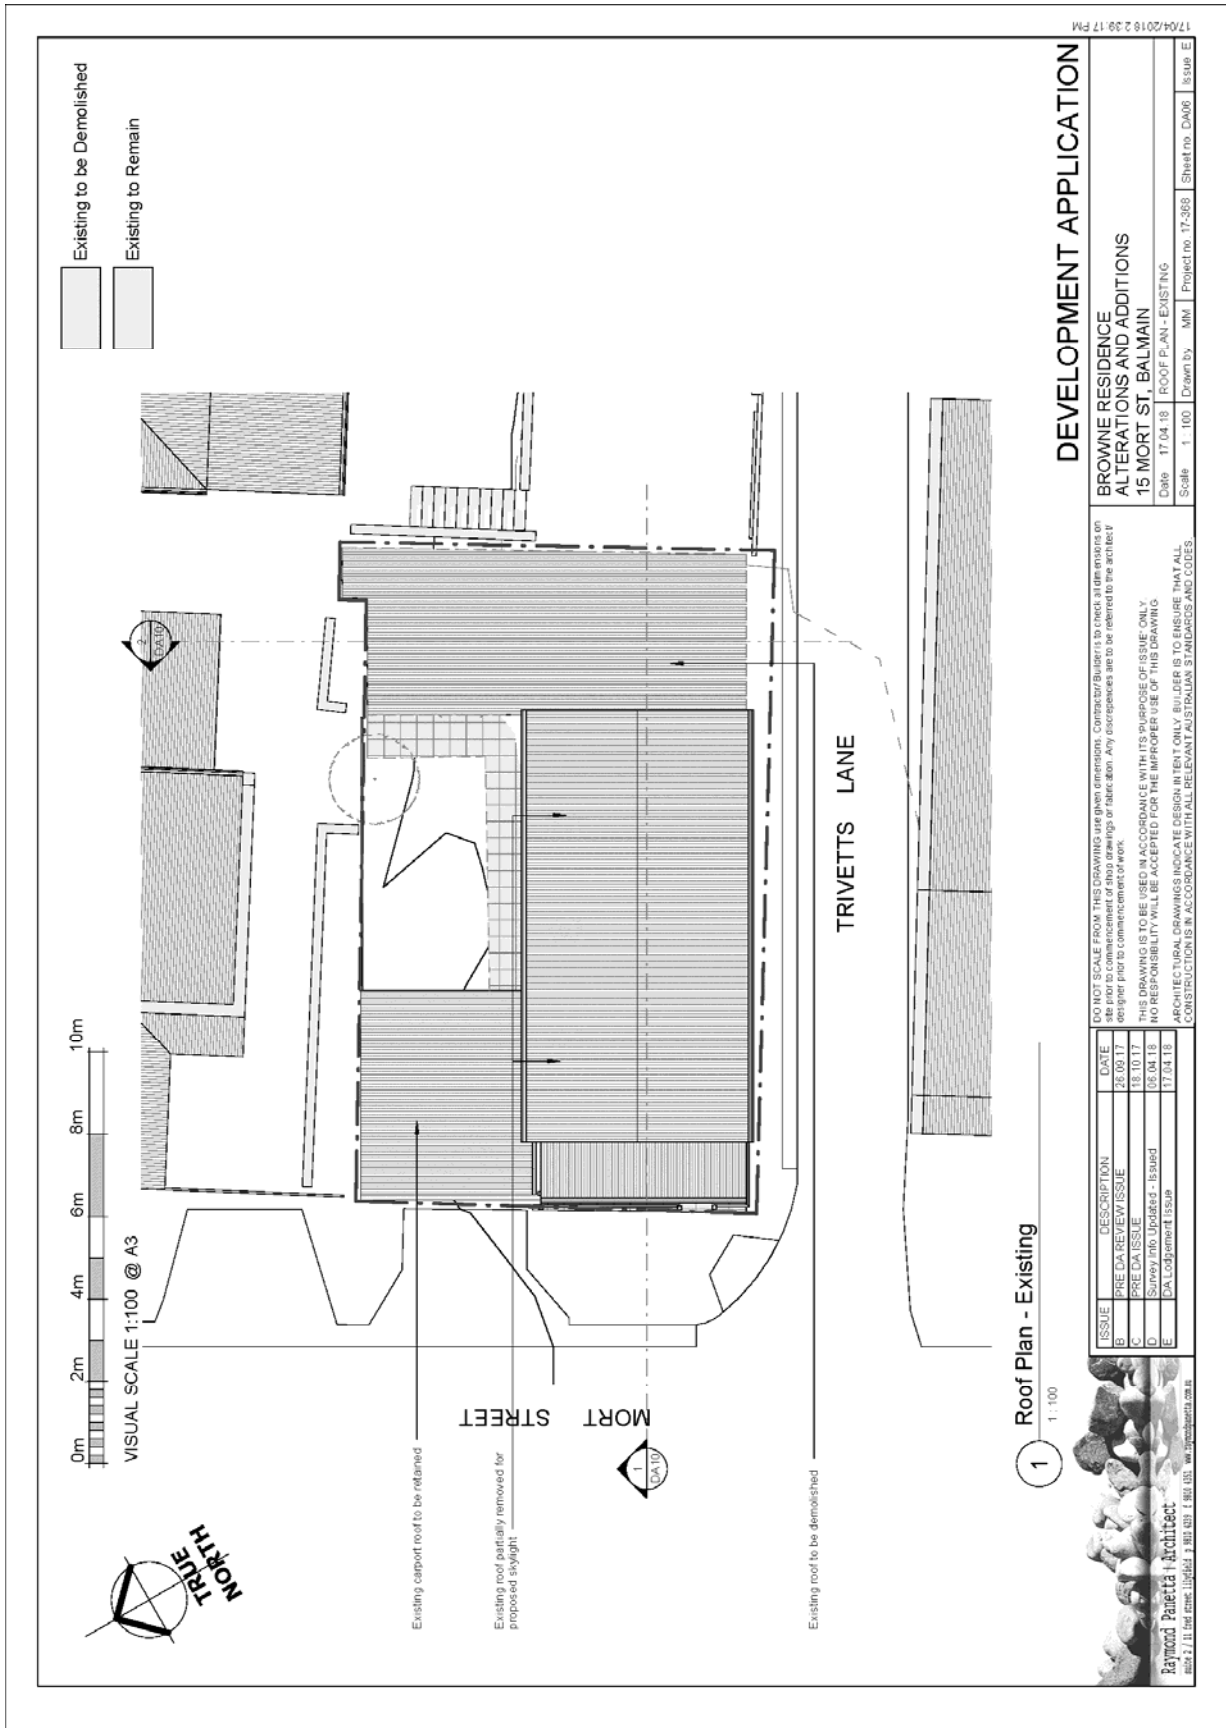 0m 2m 4m 6m 8m 10m
VISUAL SCALE 1:100 @ A3
Existing to be Demolished
Existing to Remain
TRUE
NORTH
2
DA10
MORT STREET
TRIVETTS LANE
1
DA10
Existing carport roof to be retained
Existing roof partially removed for
proposed skylight
Existing roof to be demolished
1
Roof Plan - Existing
1 : 100
DEVELOPMENT APPLICATION
Raymond Panetta | Architect
ISSUE DESCRIPTION DATE
B PRE DA REVIEW ISSUE 26.09.17
C PRE DA ISSUE 18.10.17
D Survey Info Updated - Issued 06.04.18
E DA Lodgement Issue 17.04.18
DO NOT SCALE FROM THIS DRAWING use given dimensions. Contractor/Builder is to check all dimensions on
site prior to commencement of shop drawings or fabrication. Any discrepencies are to be referred to the architect/
designer prior to commencement of work
THIS DRAWING IS TO BE USED IN ACCORDANCE WITH ITS 'PURPOSE OF ISSUE' ONLY.
NO RESPONSIBILITY WILL BE ACCEPTED FOR THE IMPROPER USE OF THIS DRAWING
ARCHITECTURAL DRAWINGS INDICATE DESIGN INTENT ONLY. BUILDER IS TO ENSURE THAT ALL
CONSTRUCTION IS IN ACCORDANCE WITH ALL RELEVANT AUSTRALIAN STANDARDS AND CODES.
BROWNE RESIDENCE
ALTERATIONS AND ADDITIONS
15 MORT ST, BALMAIN
Date 17.04.18 ROOF PLAN - EXISTING
Scale 1 : 100 Drawn by MM Project no. 17-368 Sheet no. DA06 Issue E
17/04/2018 2:39:17 PM